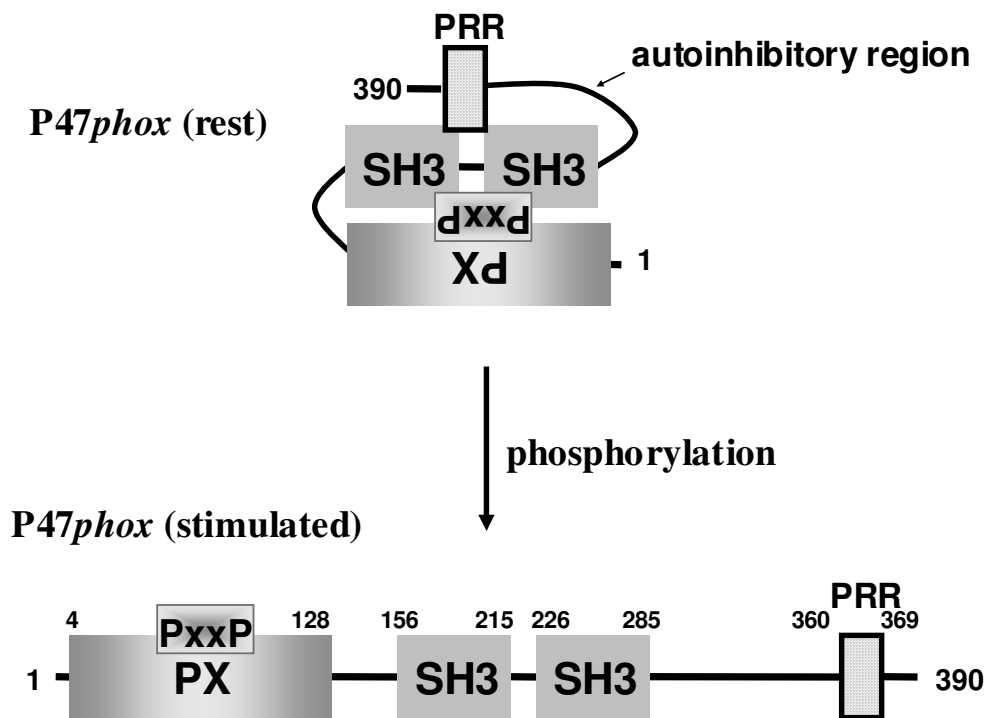 PRR
autoinhibitory region
390
P47phox (rest)
SH3 SH3
PxxP
PX
1
phosphorylation
P47phox (stimulated)
PRR
4 128 156 215 226 285 360 369
PxxP
1 PX SH3 SH3 390